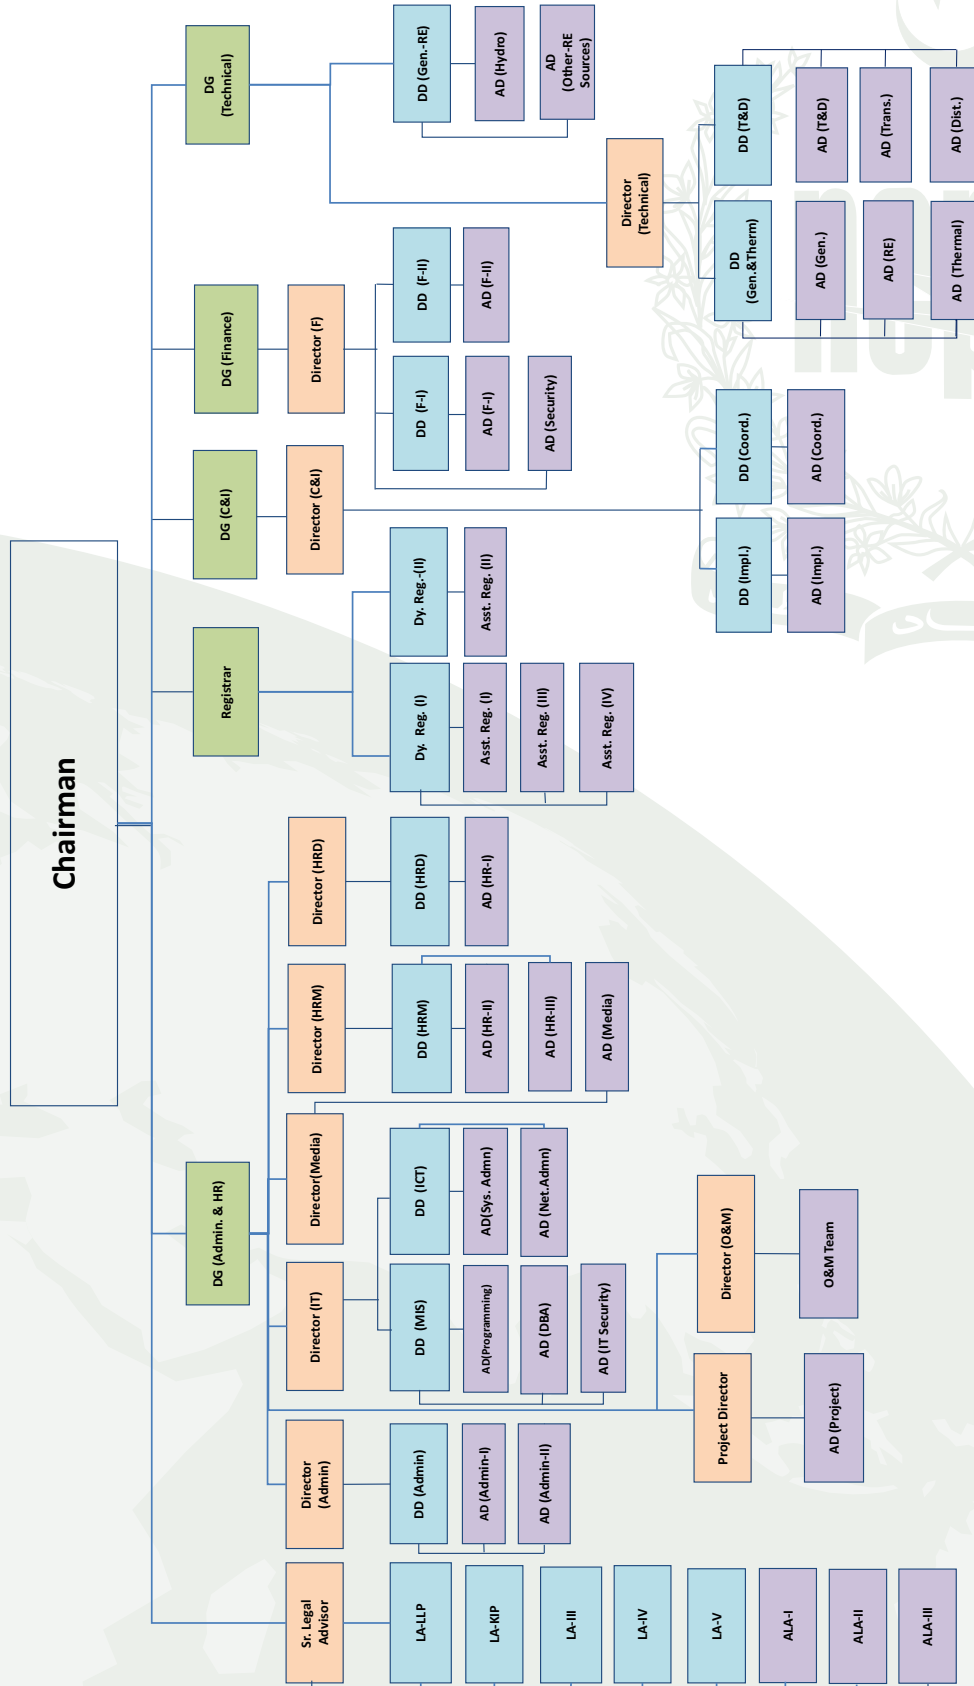 Chairman
Sr. Legal
Advisor
LA-LLP
LA-KIP
LA-III
LA-IV
LA-V
ALA-I
ALA-II
ALA-III
DG (Admin. & HR)
Director
(Admin)
DD (Admin)
AD (Admin-I)
AD (Admin-II)
Director (IT)
DD (MIS)
AD(Programming)
AD (DBA)
AD (IT Security)
DD (ICT)
AD(Sys. Admn)
AD (Net.Admn)
Director(Media)
AD (Media)
Director (HRM)
DD (HRM)
AD (HR-II)
AD (HR-III)
Director (HRD)
DD (HRD)
AD (HR-I)
Project Director
AD (Project)
Director (O&M)
O&M Team
Registrar
Dy. Reg. (I)
Asst. Reg. (I)
Asst. Reg. (III)
Asst. Reg. (IV)
Dy. Reg.-(II)
Asst. Reg. (II)
DG (C&I)
Director (C&I)
DD (Impl.)
AD (Impl.)
DD (Coord.)
AD (Coord.)
DG (Finance)
Director (F)
DD (F-I)
AD (F-I)
AD (Security)
DD (F-II)
AD (F-II)
DG
(Technical)
Director
(Technical)
DD
(Gen.&Therm)
AD (Gen.)
AD (RE)
AD (Thermal)
DD (T&D)
AD (T&D)
AD (Trans.)
AD (Dist.)
DD (Gen.-RE)
AD (Hydro)
AD
(Other-RE
Sources)